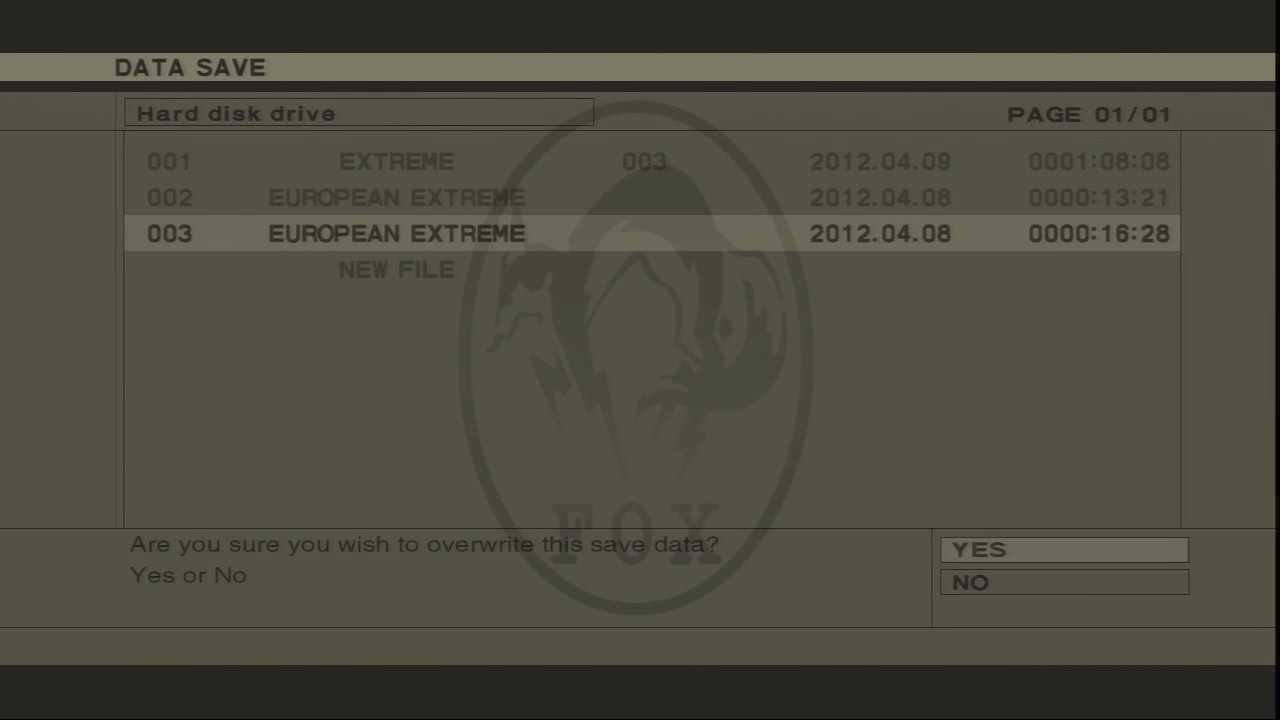 DATA SAVE
Hard disk drive PAGE 01/01
001 EXTREME 003 2012.04.09 0001:08:08
002 EUROPEAN EXTREME 2012.04.08 0000:13:21
003 EUROPEAN EXTREME 2012.04.08 0000:16:28
NEW FILE
FOX
Are you sure you wish to overwrite this save data?
Yes or No
YES
NO